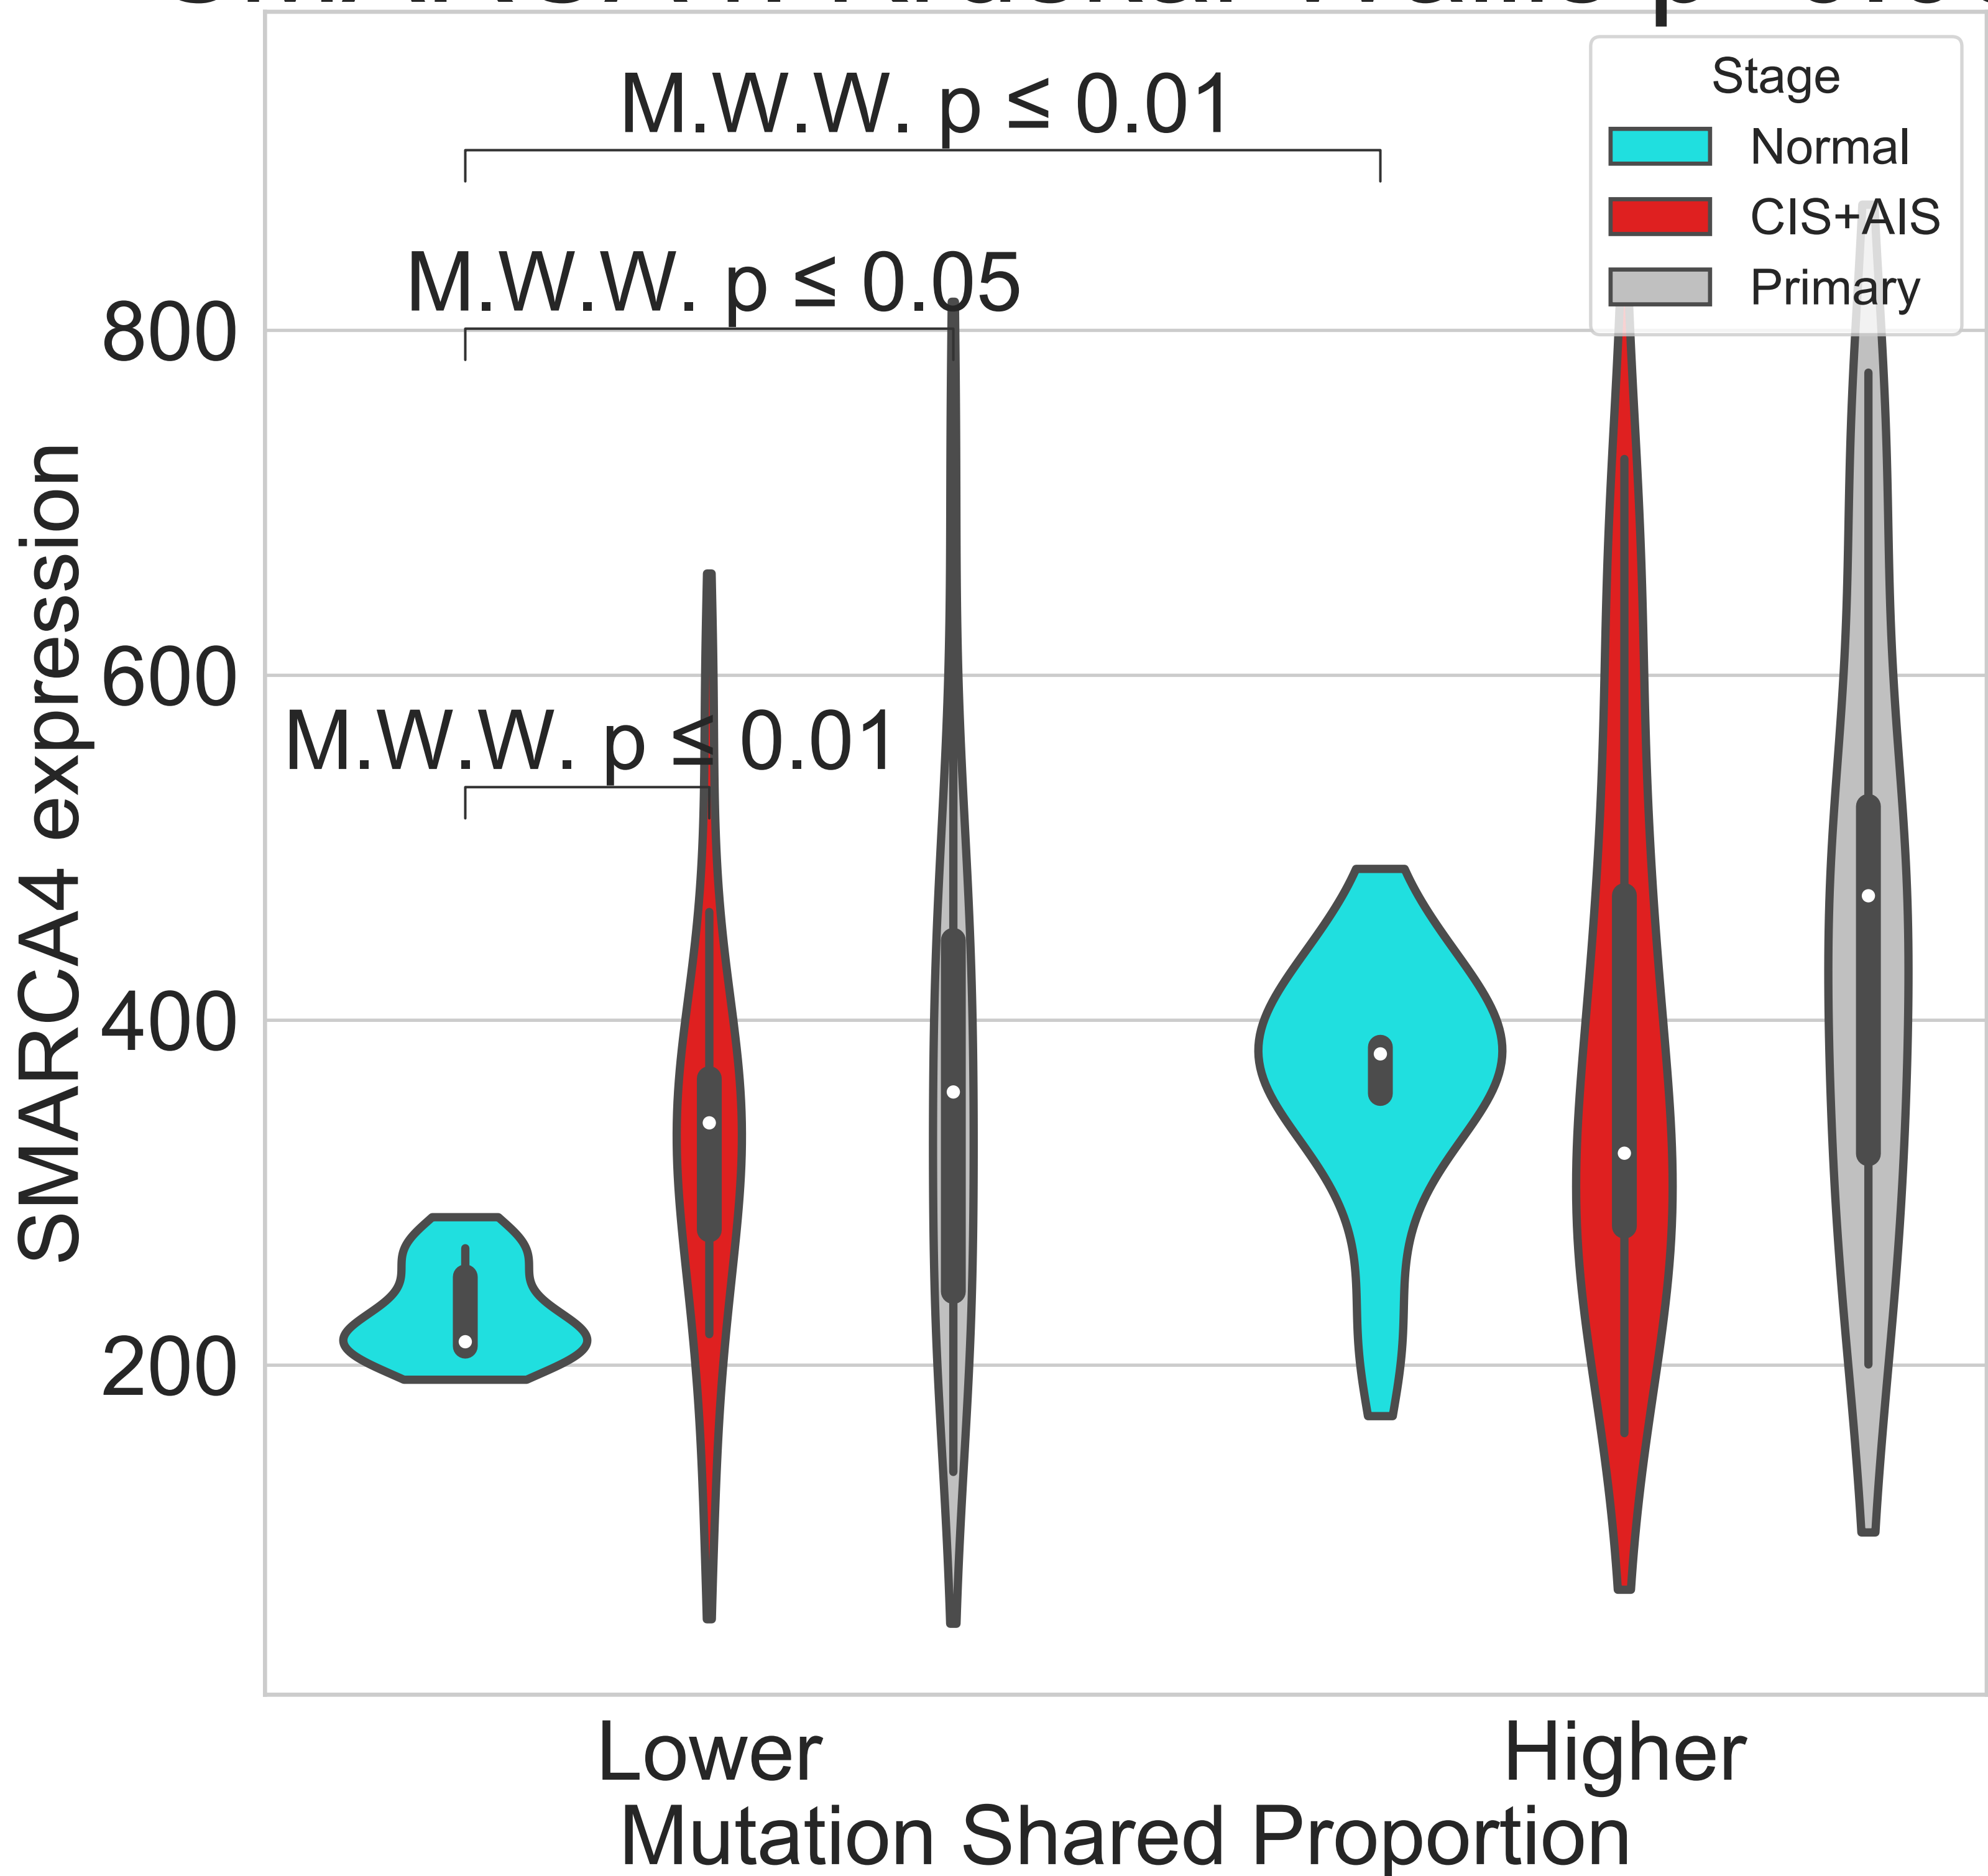 M.W.W. p ≤ 0.01
Stage
Normal
CIS+AIS
Primary
M.W.W. p ≤ 0.05
M.W.W. p ≤ 0.01
800
600
400
200
SMARCA4 expression
Lower
Higher
Mutation Shared Proportion